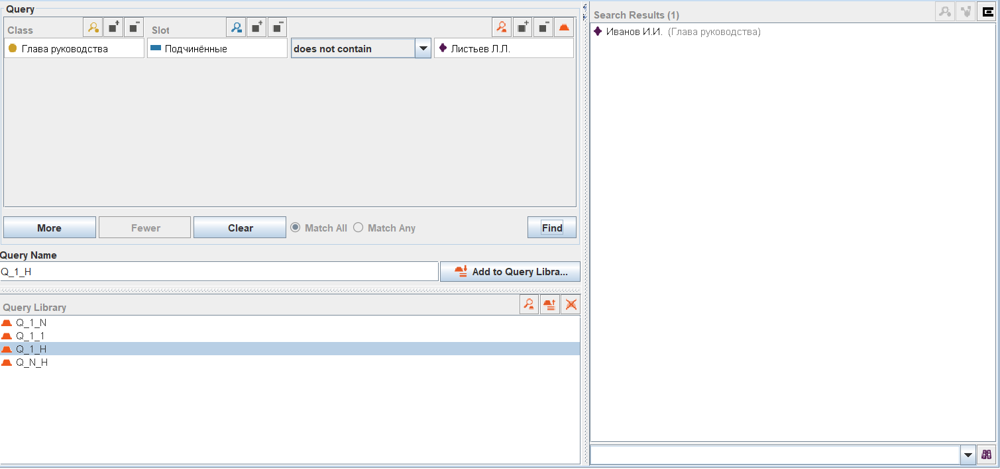 Query
Class
Slot
Глава руководства
Подчинённые
does not contain
Листьев Л.Л.
More
Fewer
Clear
Match All
Match Any
Find
Query Name
Q_1_H
Add to Query Libra...
Query Library
Q_1_N
Q_1_1
Q_1_H
Q_N_H
Search Results (1)
Иванов И.И. (Глава руководства)